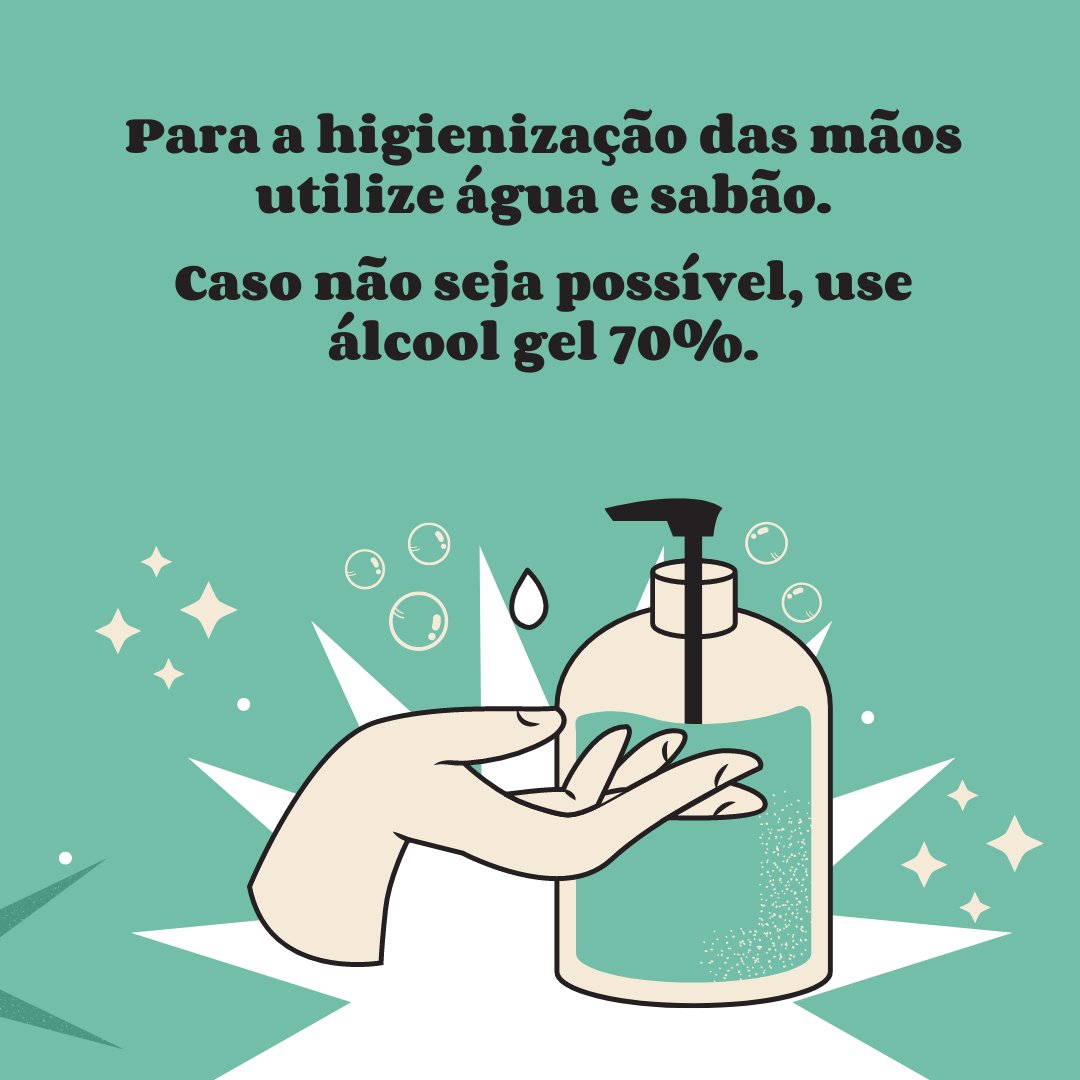 Para a higienização das mãos
utilize água e sabão.
Caso não seja possível, use
álcool gel 70%.